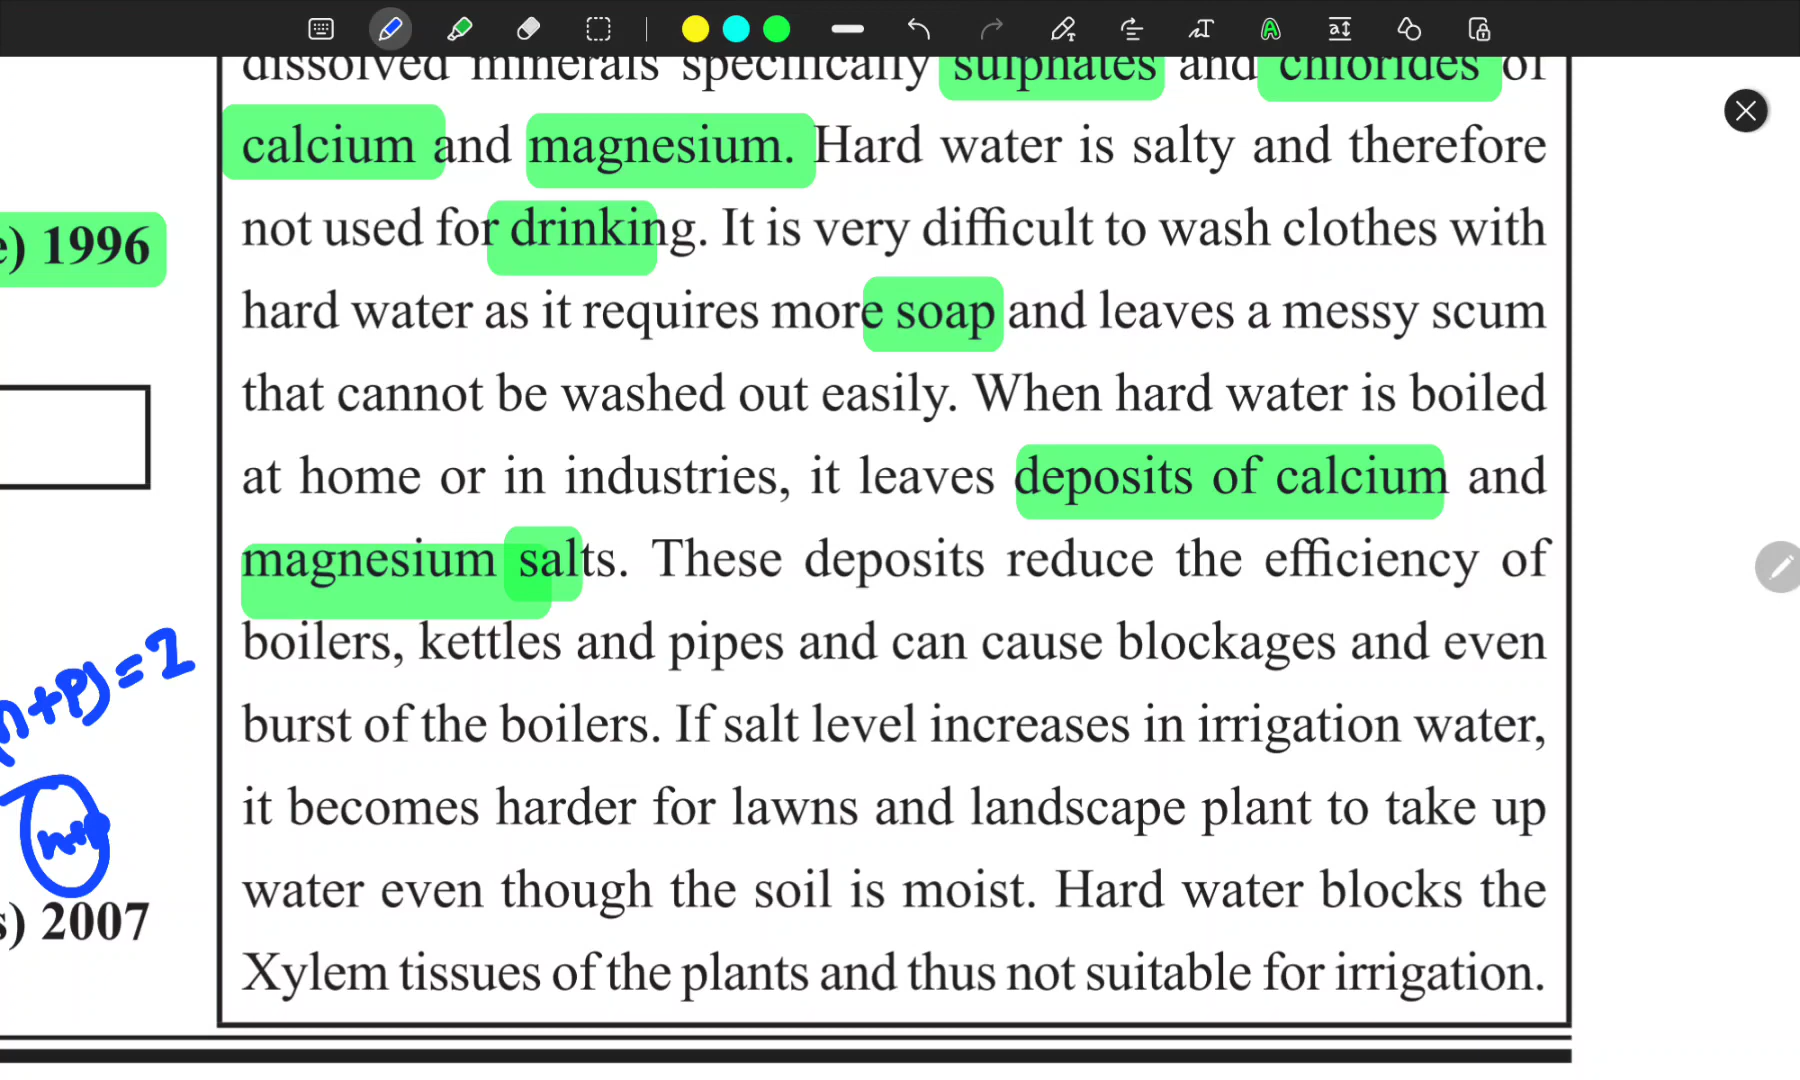 dissolved minerals specifically sulphates and chlorides of
calcium and magnesium. Hard water is salty and therefore
not used for drinking. It is very difficult to wash clothes with
hard water as it requires more soap and leaves a messy scum
that cannot be washed out easily. When hard water is boiled
at home or in industries, it leaves deposits of calcium and
magnesium salts. These deposits reduce the efficiency of
boilers, kettles and pipes and can cause blockages and even
burst of the boilers. If salt level increases in irrigation water,
it becomes harder for lawns and landscape plant to take up
water even though the soil is moist. Hard water blocks the
Xylem tissues of the plants and thus not suitable for irrigation.
e) 1996
n+p)=2
n+p
s) 2007